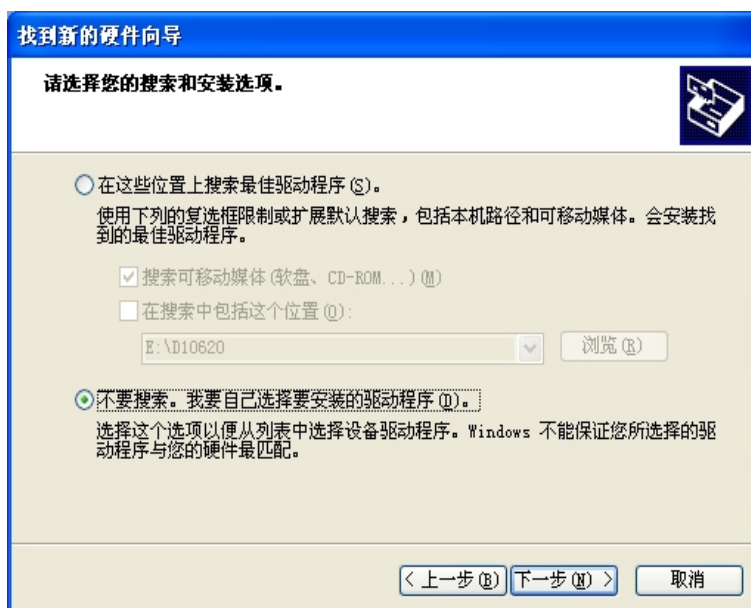 找到新的硬件向导
请选择您的搜索和安装选项。
在这些位置上搜索最佳驱动程序(S)。
使用下列的复选框限制或扩展默认搜索，包括本机路径和可移动媒体。会安装找
到的最佳驱动程序。
搜索可移动媒体(软盘、CD-ROM...)(M)
在搜索中包括这个位置(O):
E:\D10620
浏览(R)
不要搜索。我要自己选择要安装的驱动程序(D)。
选择这个选项以便从列表中选择设备驱动程序。Windows 不能保证您所选择的驱
动程序与您的硬件最匹配。
< 上一步(B) 下一步(N) > 取消